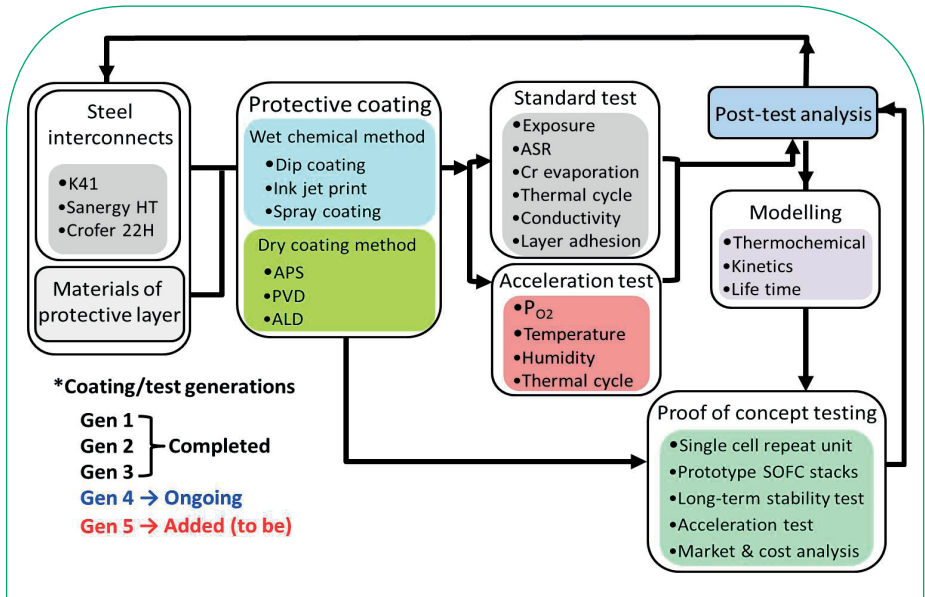 Steel
interconnects
•K41
•Sanergy HT
•Crofer 22H
Materials of
protective layer
Protective coating
Wet chemical method
•Dip coating
•Ink jet print
•Spray coating
Dry coating method
•APS
•PVD
•ALD
Standard test
•Exposure
•ASR
•Cr evaporation
•Thermal cycle
•Conductivity
•Layer adhesion
Acceleration test
•P_O2
•Temperature
•Humidity
•Thermal cycle
Post-test analysis
Modelling
•Thermochemical
•Kinetics
•Life time
Proof of concept testing
•Single cell repeat unit
•Prototype SOFC stacks
•Long-term stability test
•Acceleration test
•Market & cost analysis
*Coating/test generations
Gen 1
Gen 2
Gen 3
Completed
Gen 4 → Ongoing
Gen 5 → Added (to be)